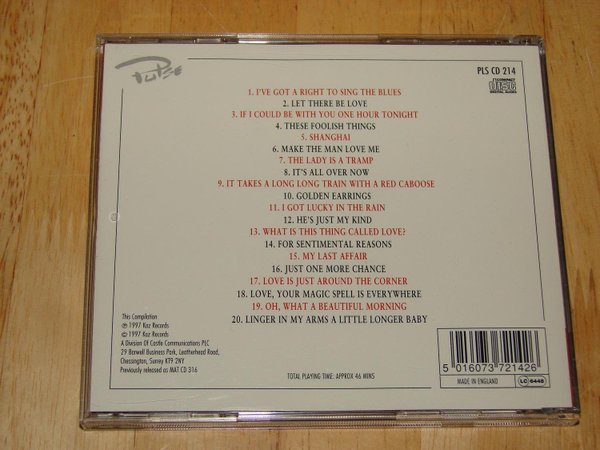 Pulse
PLS CD 214
COMPACT
disc
DIGITAL AUDIO
1. I'VE GOT A RIGHT TO SING THE BLUES
2. LET THERE BE LOVE
3. IF I COULD BE WITH YOU ONE HOUR TONIGHT
4. THESE FOOLISH THINGS
5. SHANGHAI
6. MAKE THE MAN LOVE ME
7. THE LADY IS A TRAMP
8. IT'S ALL OVER NOW
9. IT TAKES A LONG LONG TRAIN WITH A RED CABOOSE
10. GOLDEN EARRINGS
11. I GOT LUCKY IN THE RAIN
12. HE'S JUST MY KIND
13. WHAT IS THIS THING CALLED LOVE?
14. FOR SENTIMENTAL REASONS
15. MY LAST AFFAIR
16. JUST ONE MORE CHANCE
17. LOVE IS JUST AROUND THE CORNER
18. LOVE, YOUR MAGIC SPELL IS EVERYWHERE
19. OH, WHAT A BEAUTIFUL MORNING
20. LINGER IN MY ARMS A LITTLE LONGER BABY
This Compilation
℗ 1997 Kaz Records
© 1997 Kaz Records
A Division Of Castle Communications PLC
29 Barwell Business Park, Leatherhead Road,
Chessington, Surrey KT9 2NY
Previously released as MAT CD 316
TOTAL PLAYING TIME: APPROX 46 MINS
5 016073 721426
MADE IN ENGLAND
LC 6448